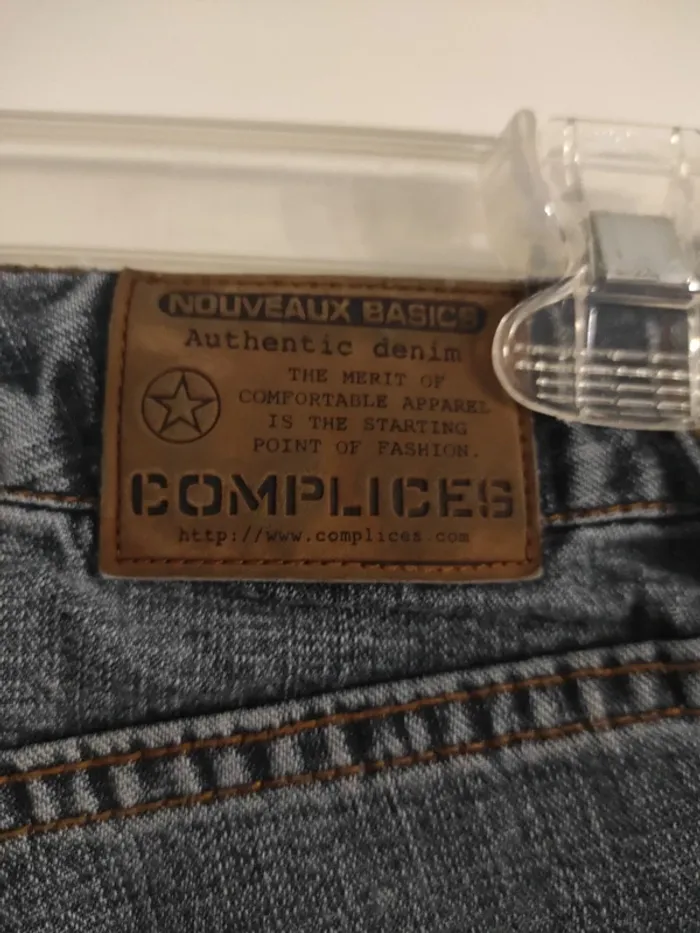 NOUVEAUX BASICS
Authentic denim
THE MERIT OF
COMFORTABLE APPAREL
IS THE STARTING
POINT OF FASHION.
COMPLICES
http://www.complices.com